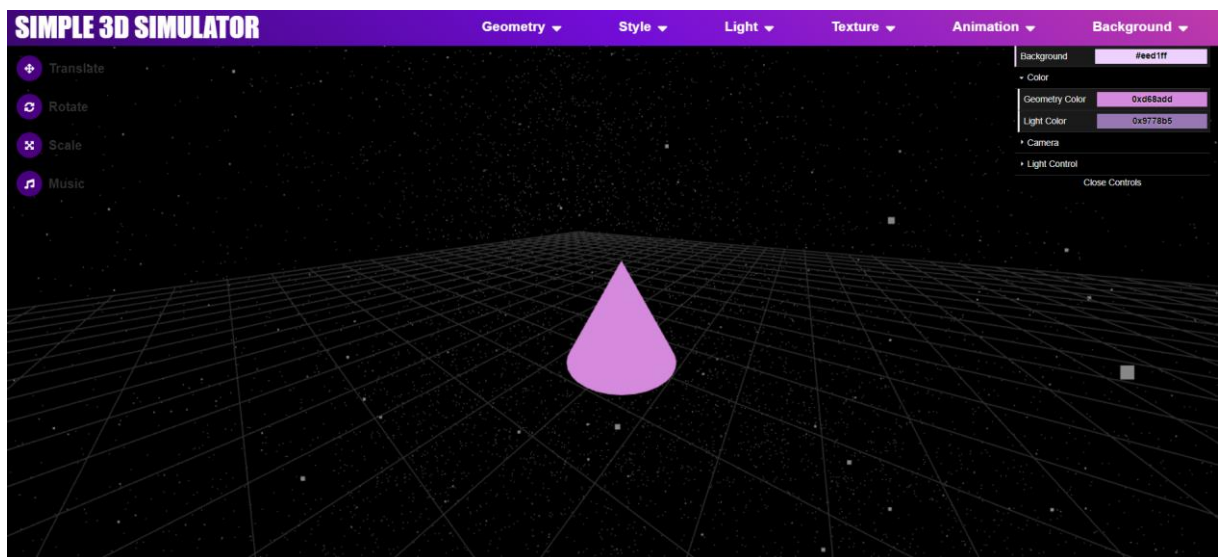 SIMPLE 3D SIMULATOR Geometry Style Light Texture Animation Background
Translate
Rotate
Scale
Music
Background #eed1ff
Color
Geometry Color 0xd68add
Light Color 0x9778b5
Camera
Light Control
Close Controls